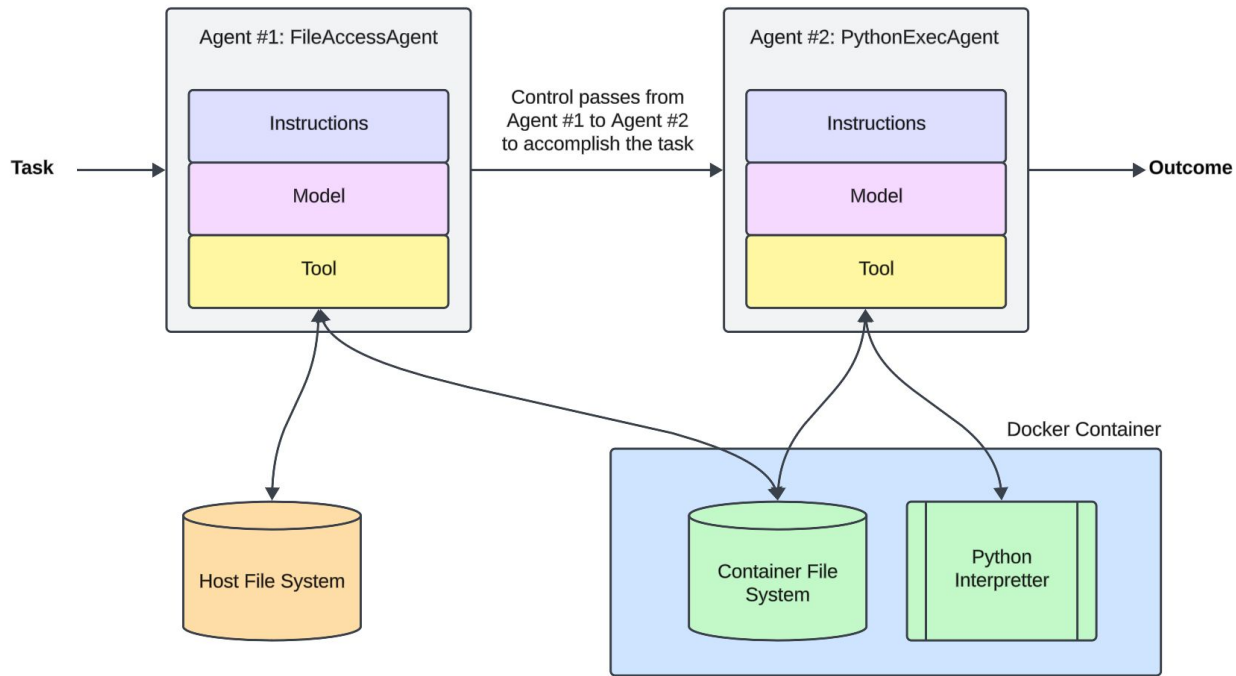 Agent #1: FileAccessAgent
Instructions
Model
Tool
Control passes from
Agent #1 to Agent #2
to accomplish the task
Agent #2: PythonExecAgent
Instructions
Model
Tool
Task
Outcome
Docker Container
Host File System
Container File
System
Python
Interpretter